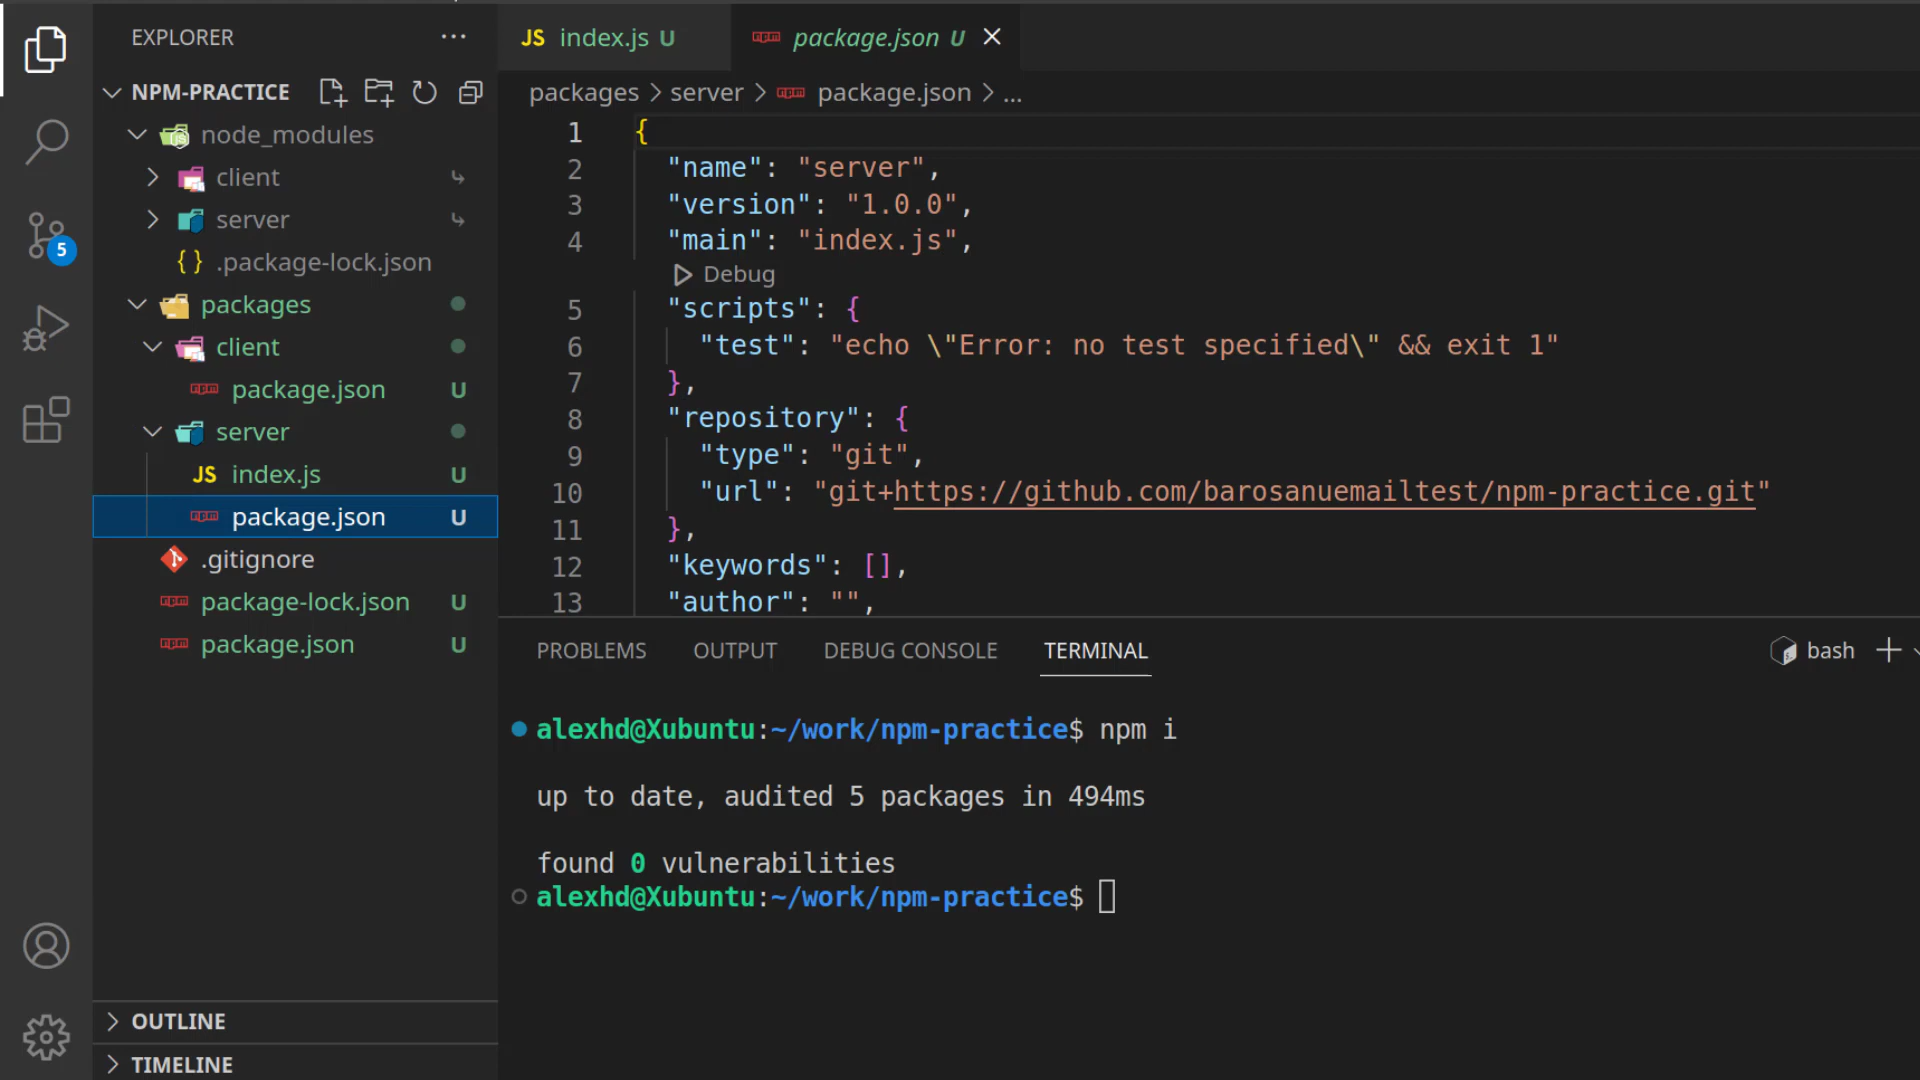 EXPLORER
NPM-PRACTICE
node_modules
client
server
{ } .package-lock.json
packages
client
package.json U
server
JS index.js U
package.json U
.gitignore
package-lock.json U
package.json U
OUTLINE
TIMELINE
5
JS index.js U
package.json U
packages > server > package.json > ...
1 {
2 "name": "server",
3 "version": "1.0.0",
4 "main": "index.js",
Debug
5 "scripts": {
6 "test": "echo \"Error: no test specified\" && exit 1"
7 },
8 "repository": {
9 "type": "git",
10 "url": "git+https://github.com/barosanuemailtest/npm-practice.git"
11 },
12 "keywords": [],
13 "author": "",
PROBLEMS OUTPUT DEBUG CONSOLE TERMINAL
bash
alexhd@Xubuntu:~/work/npm-practice$ npm i
up to date, audited 5 packages in 494ms
found 0 vulnerabilities
alexhd@Xubuntu:~/work/npm-practice$